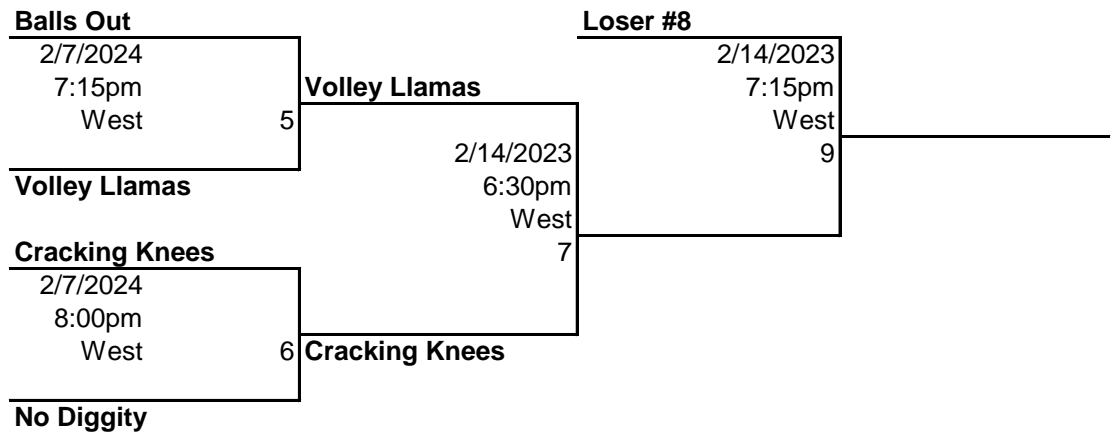 Balls Out
2/7/2024
7:15pm
West 5
Volley Llamas
Cracking Knees
2/7/2024
8:00pm
West 6
No Diggity
Volley Llamas
2/14/2023
6:30pm
West
7
Cracking Knees
Loser #8
2/14/2023
7:15pm
West
9